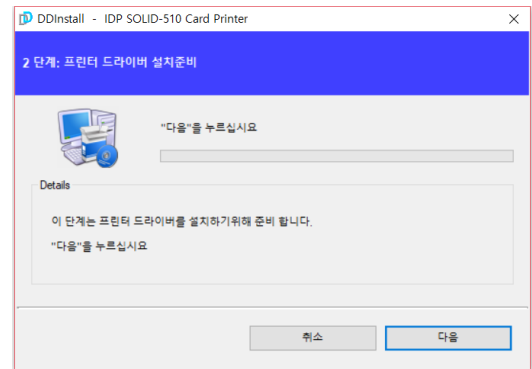 DDInstall - IDP SOLID-510 Card Printer
2 단계: 프린터 드라이버 설치준비
"다음"을 누르십시요
Details
이 단계는 프린터 드라이버를 설치하기위해 준비 합니다.
"다음"을 누르십시요
취소 다음